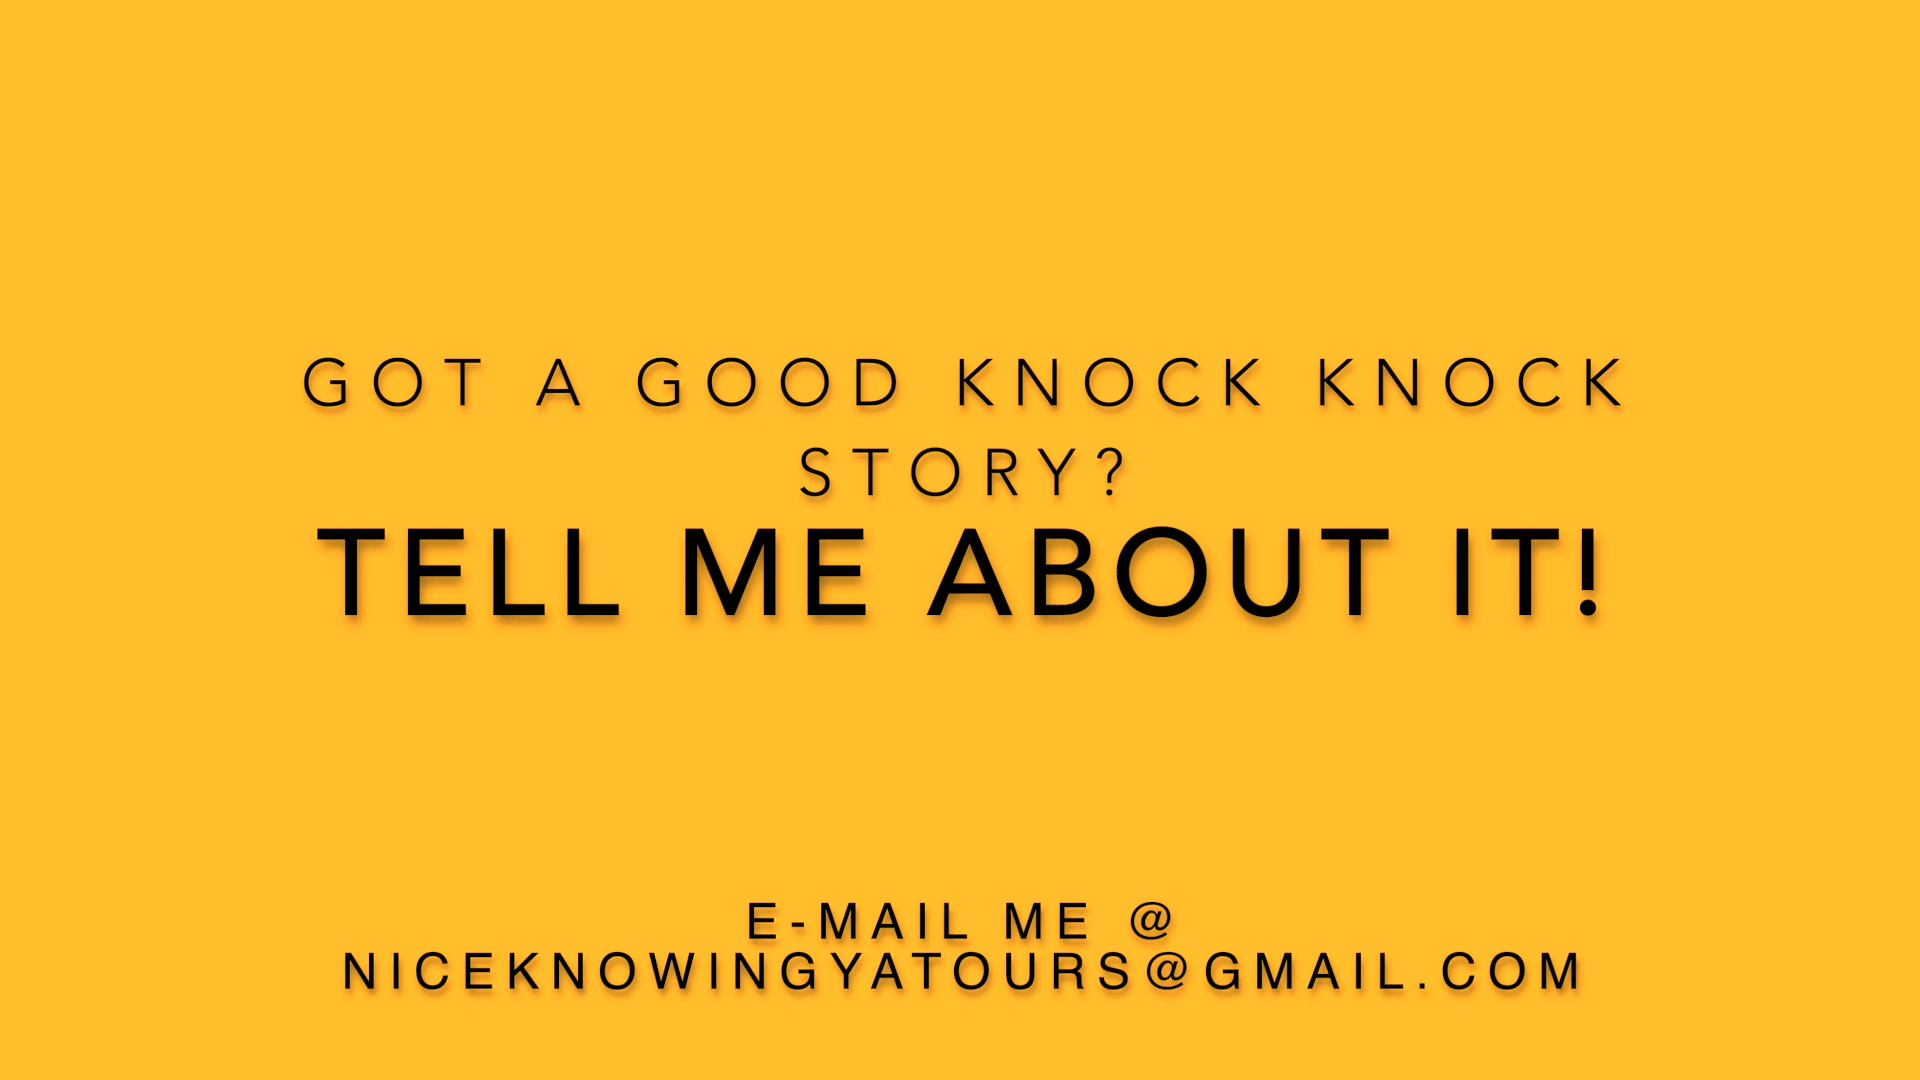 GOT A GOOD KNOCK KNOCK
STORY?
TELL ME ABOUT IT!
E-MAIL ME @
NICEKNOWINGYATOURS@GMAIL.COM